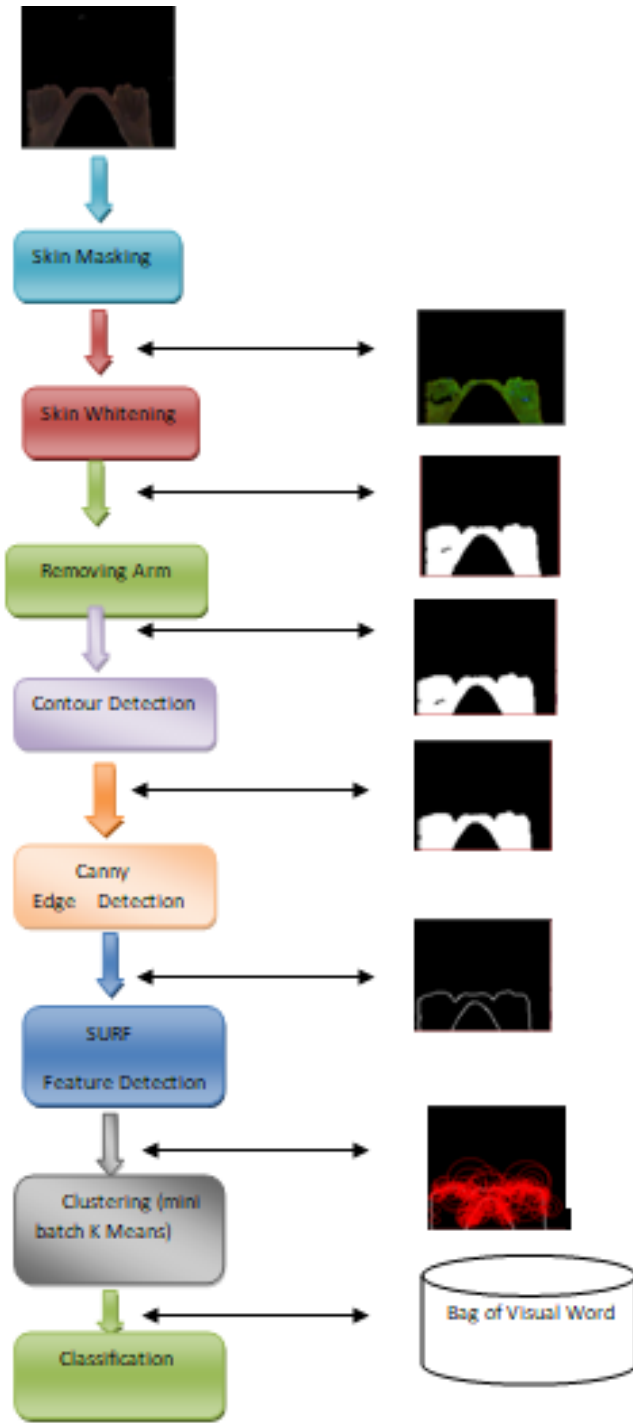 Skin Masking
Skin Whitening
Removing Arm
Contour Detection
Canny
Edge Detection
SURF
Feature Detection
Clustering (mini
batch K Means)
Bag of Visual Word
Classification